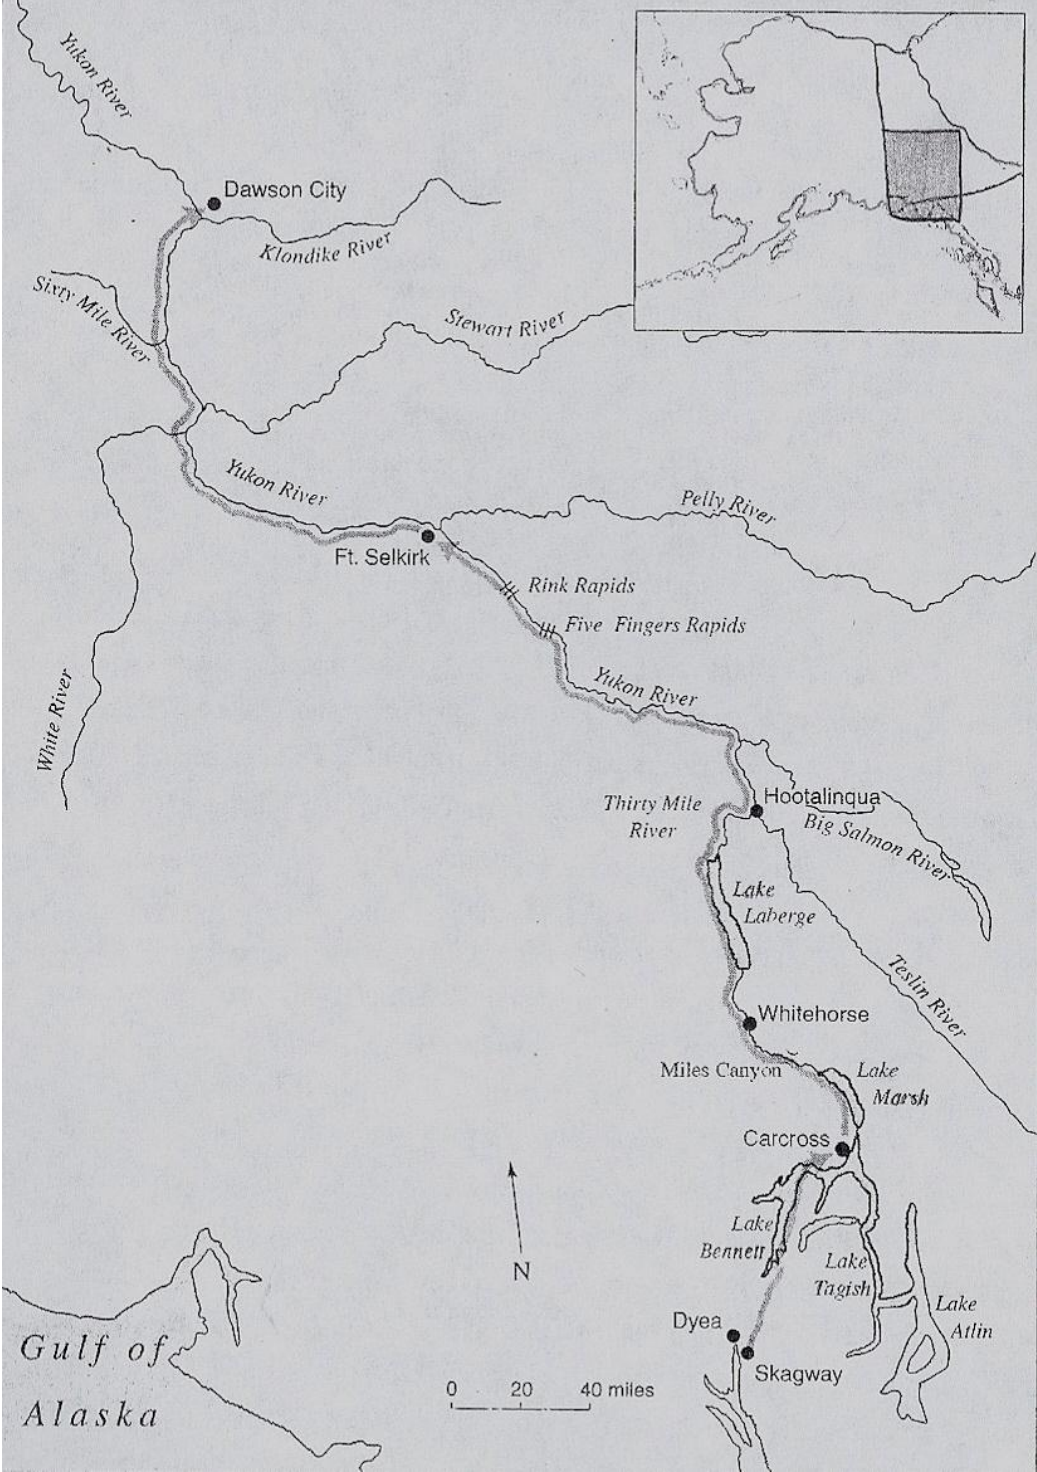 Yukon River
Dawson City
Klondike River
Sixty Mile River
Stewart River
Yukon River
Pelly River
Ft. Selkirk
Rink Rapids
Five Fingers Rapids
White River
Yukon River
Thirty Mile
River
Hootalinqua
Big Salmon River
Lake
Laberge
Teslin River
Whitehorse
Miles Canyon
Lake
Marsh
Carcross
Lake
Bennett
Lake
Tagish
Lake
Atlin
N
Dyea
Skagway
Gulf of
Alaska
0 20 40 miles